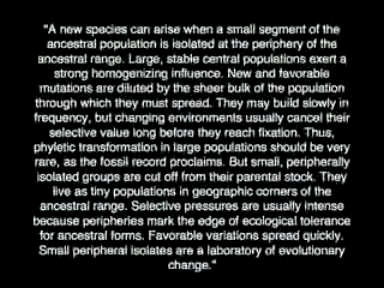 "A new species can arise when a small segment of the
ancestral population is isolated at the periphery of the
ancestral range. Large, stable central populations exert a
strong homogenizing influence. New and favorable
mutations are diluted by the sheer bulk of the population
through which they must spread. They may build slowly in
frequency, but changing environments usually cancel their
selective value long before they reach fixation. Thus,
phyletic transformation in large populations should be very
rare, as the fossil record proclaims. But small, peripherally
isolated groups are cut off from their parental stock. They
live as tiny populations in geographic corners of the
ancestral range. Selective pressures are usually intense
because peripheries mark the edge of ecological tolerance
for ancestral forms. Favorable variations spread quickly.
Small peripheral isolates are a laboratory of evolutionary
change."